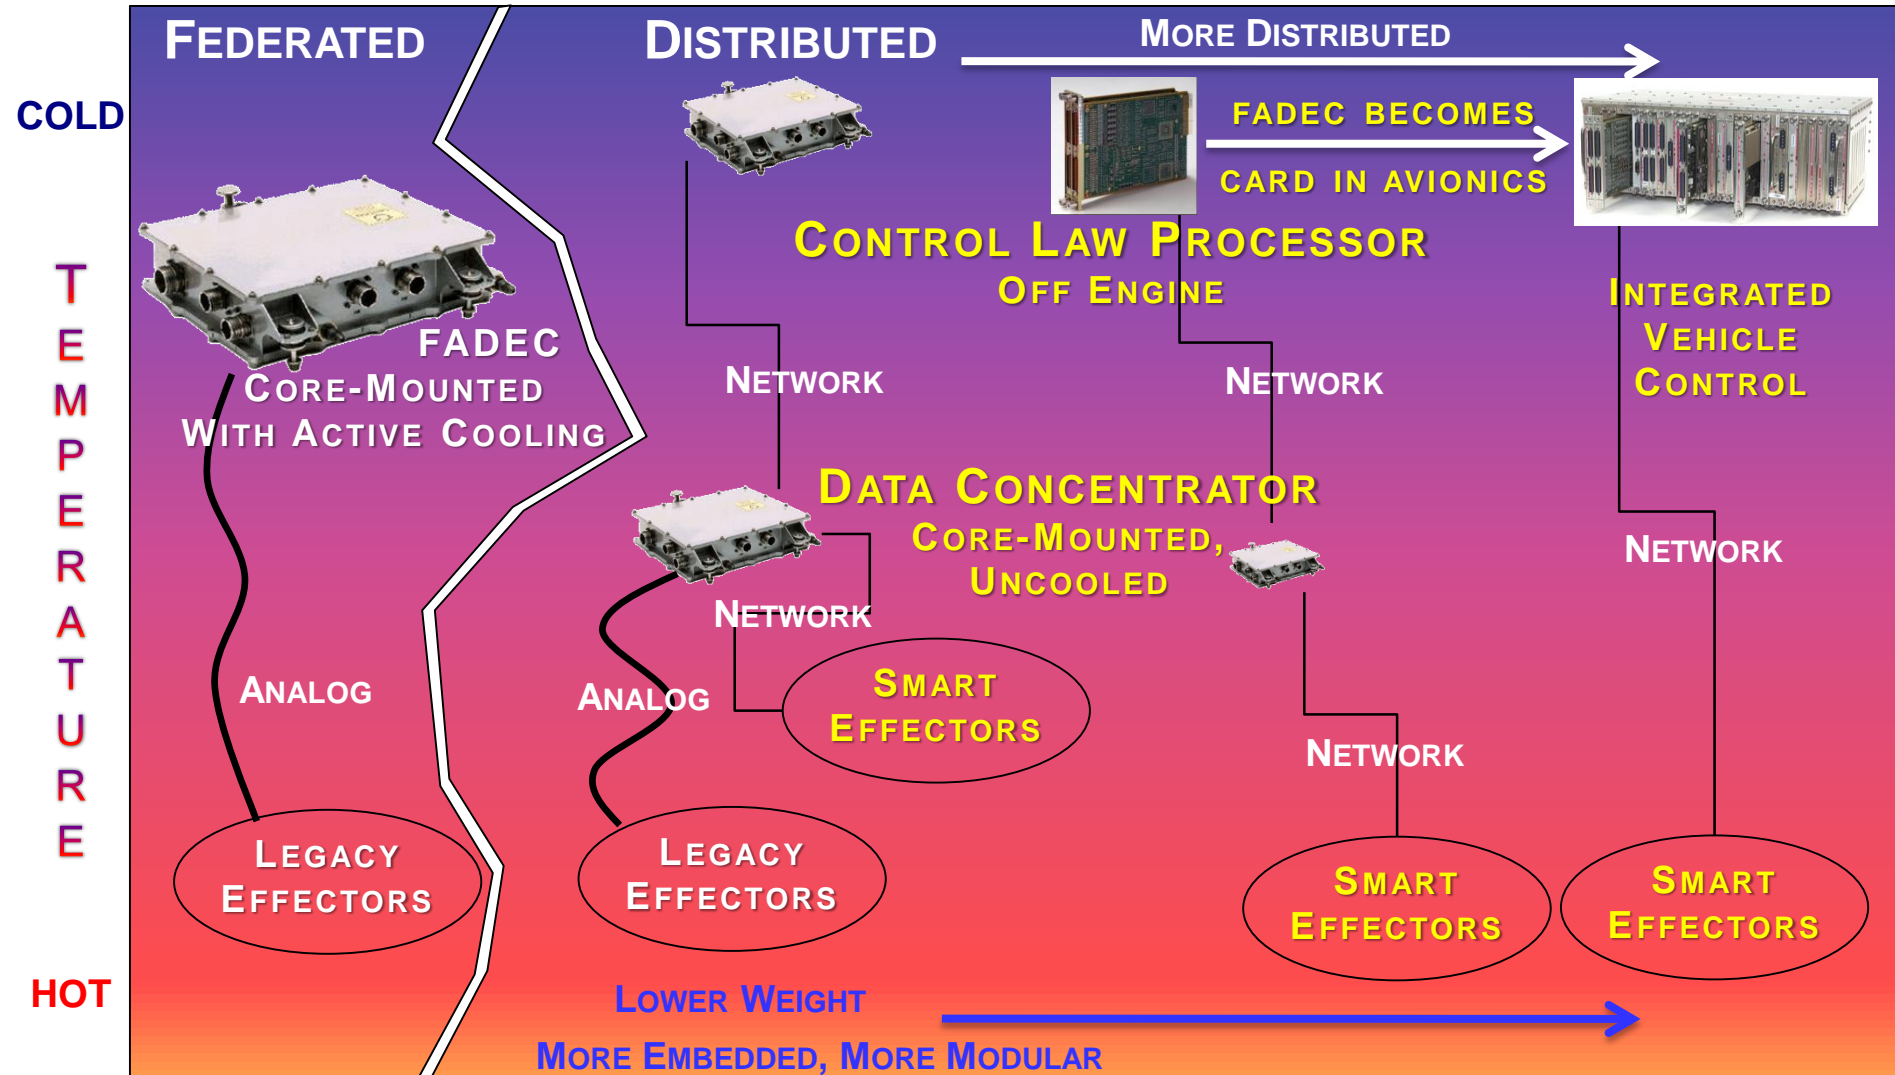 FEDERATED
DISTRIBUTED
MORE DISTRIBUTED
COLD
FADEC BECOMES
CARD IN AVIONICS
TEMPERATURE
CONTROL LAW PROCESSOR
OFF ENGINE
INTEGRATED
VEHICLE
CONTROL
FADEC
CORE-MOUNTED
WITH ACTIVE COOLING
NETWORK
NETWORK
DATA CONCENTRATOR
CORE-MOUNTED,
UNCOOLED
NETWORK
NETWORK
ANALOG
ANALOG
SMART
EFFECTORS
NETWORK
LEGACY
EFFECTORS
LEGACY
EFFECTORS
SMART
EFFECTORS
SMART
EFFECTORS
HOT
LOWER WEIGHT
MORE EMBEDDED, MORE MODULAR